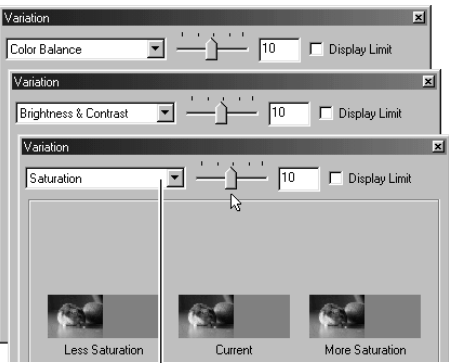 Variation
Color Balance 10 Display Limit
Variation
Brightness & Contrast 10 Display Limit
Variation
Saturation 10 Display Limit
Less Saturation Current More Saturation